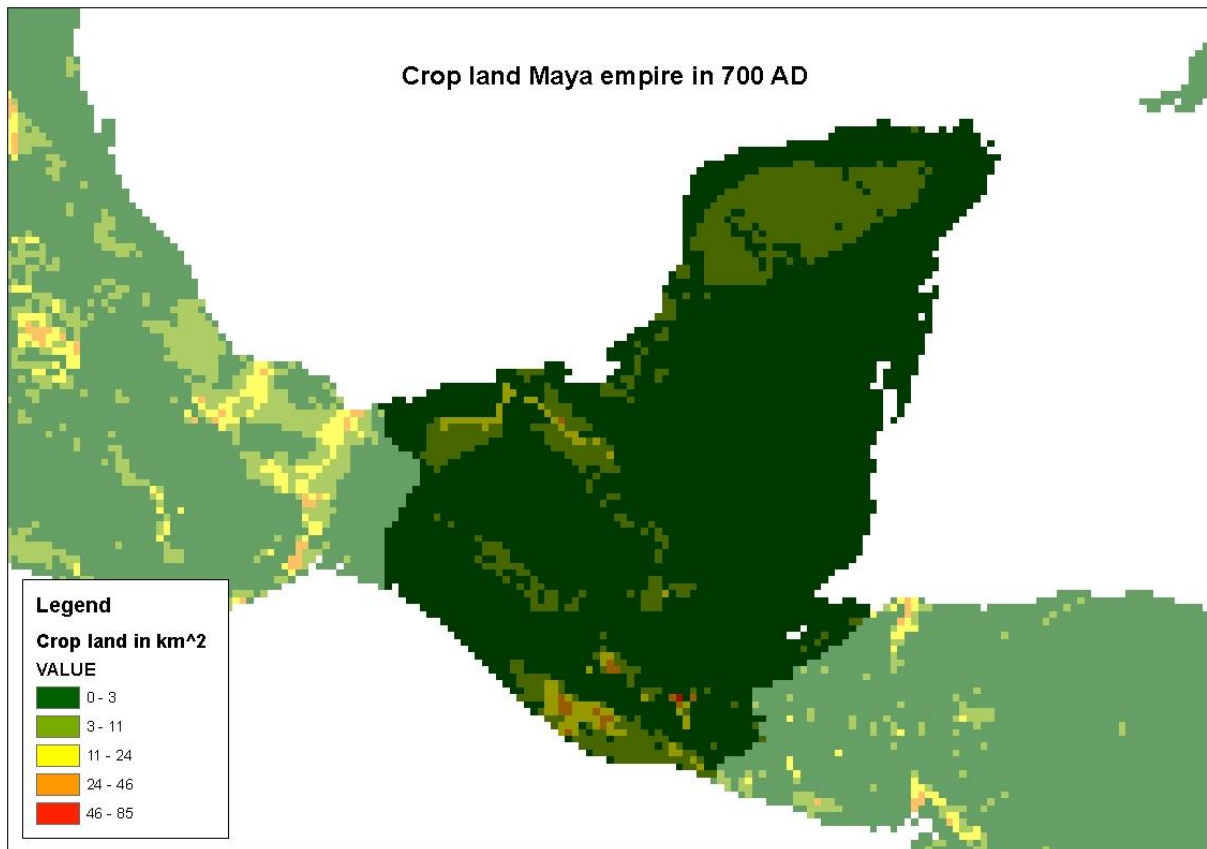 Crop land Maya empire in 700 AD
Legend
Crop land in km^2
VALUE
0 - 3
3 - 11
11 - 24
24 - 46
46 - 85